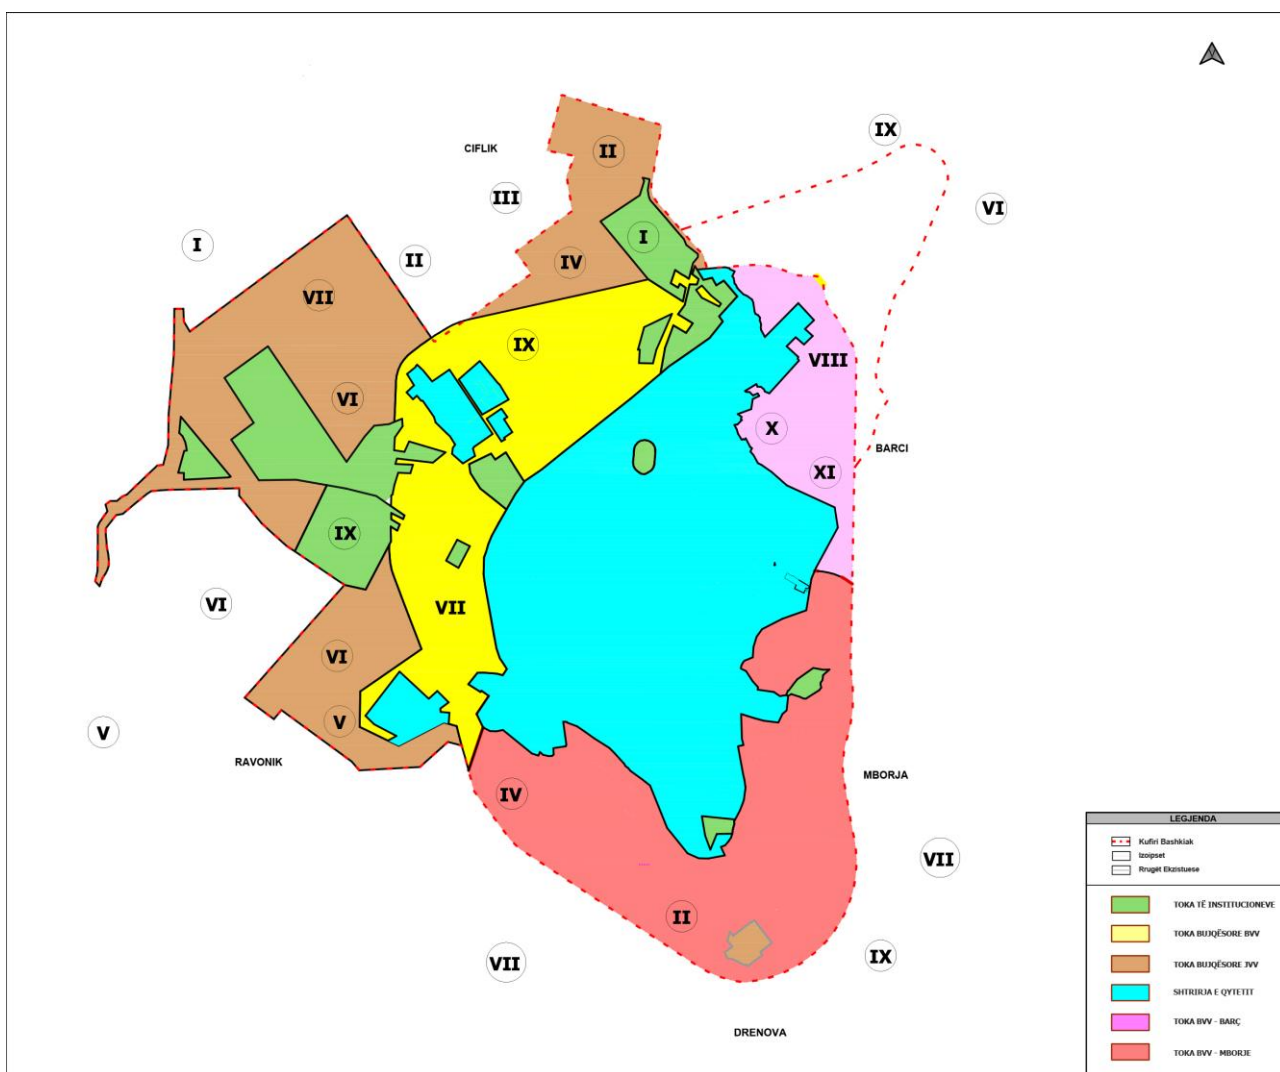 IX
CIFLIK
II
III
VI
I
I
II
IV
VII
IX
VIII
VI
X
BARCI
XI
IX
VI
VII
VI
V
V
RAVONIK
MBORJA
IV
VII
II
VII
IX
DRENOVA
LEGJENDA
Kufiri Bashkiak
Izoipset
Rruget Ekzistuese
TOKA TË INSTITUCIONEVE
TOKA BUJQËSORE BVV
TOKA BUJQËSORE JVV
SHTRIRJA E QYTETIT
TOKA BVV - BARÇ
TOKA BVV - MBORJE